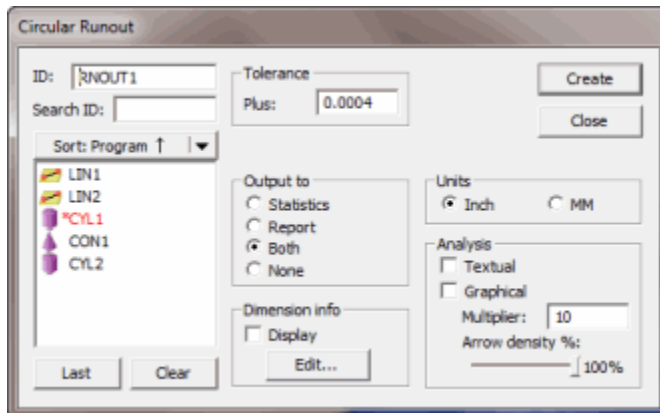 Circular Runout
ID: RNOUT1
Search ID:
Sort: Program ↑
LIN1
LIN2
*CYL1
CON1
CYL2
Last Clear
Tolerance
Plus: 0.0004
Output to
Statistics
Report
Both
None
Dimension info
Display
Edit...
Create
Close
Units
Inch MM
Analysis
Textual
Graphical
Multiplier: 10
Arrow density %:
100%